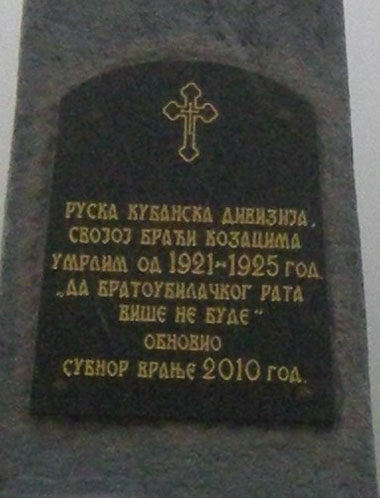 РУСКА КУБАНСКА ДИВИЗИЈА,
СВОЈОЈ БРАЋИ КОЗАЦИМА
УМРЛИМ ОД 1921-1925 ГОД.
„ДА БРАТОУБИЛАЧКОГ РАТА
ВИШЕ НЕ БУДЕ"
ОБНОВИО
СУБНОР ВРАЊЕ 2010 ГОД.